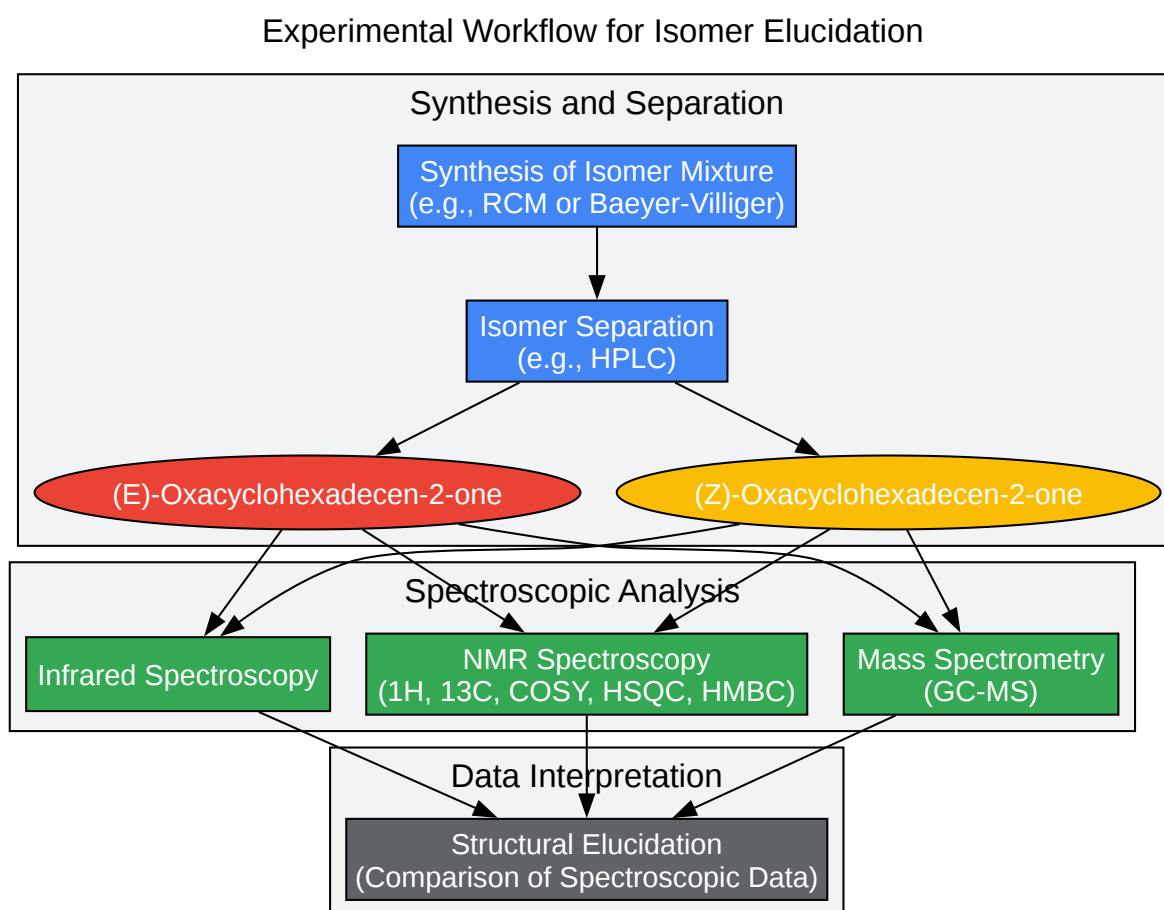 Experimental Workflow for Isomer Elucidation
Synthesis and Separation
Synthesis of Isomer Mixture
(e.g., RCM or Baeyer-Villiger)
Isomer Separation
(e.g., HPLC)
(E)-Oxacyclohexadecen-2-one
(Z)-Oxacyclohexadecen-2-one
Spectroscopic Analysis
Infrared Spectroscopy
NMR Spectroscopy
(1H, 13C, COSY, HSQC, HMBC)
Mass Spectrometry
(GC-MS)
Data Interpretation
Structural Elucidation
(Comparison of Spectroscopic Data)